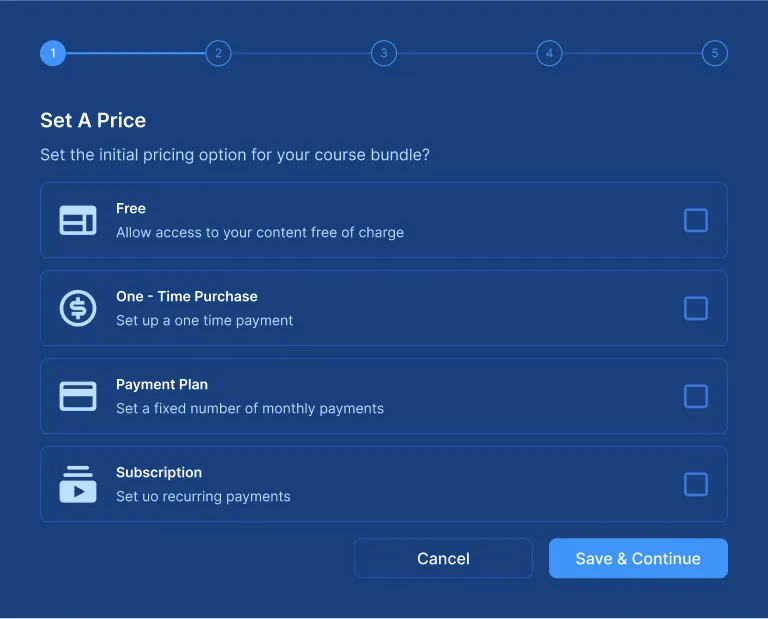 1 2 3 4 5
Set A Price
Set the initial pricing option for your course bundle?
Free
Allow access to your content free of charge
One - Time Purchase
Set up a one time payment
Payment Plan
Set a fixed number of monthly payments
Subscription
Set uo recurring payments
Cancel Save & Continue